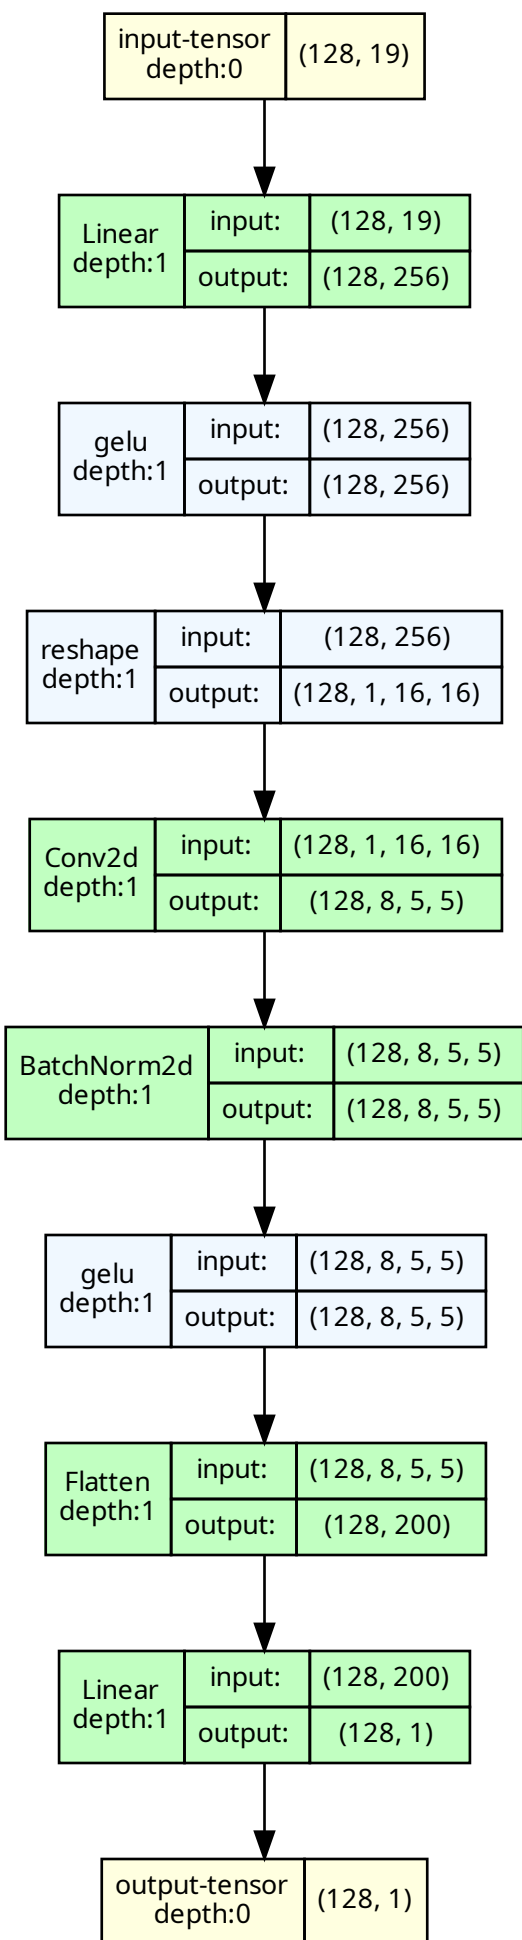 input-tensor
depth:0
(128, 19)
Linear
depth:1
input:
(128, 19)
output:
(128, 256)
gelu
depth:1
input:
(128, 256)
output:
(128, 256)
reshape
depth:1
input:
(128, 256)
output:
(128, 1, 16, 16)
Conv2d
depth:1
input:
(128, 1, 16, 16)
output:
(128, 8, 5, 5)
BatchNorm2d
depth:1
input:
(128, 8, 5, 5)
output:
(128, 8, 5, 5)
gelu
depth:1
input:
(128, 8, 5, 5)
output:
(128, 8, 5, 5)
Flatten
depth:1
input:
(128, 8, 5, 5)
output:
(128, 200)
Linear
depth:1
input:
(128, 200)
output:
(128, 1)
output-tensor
depth:0
(128, 1)